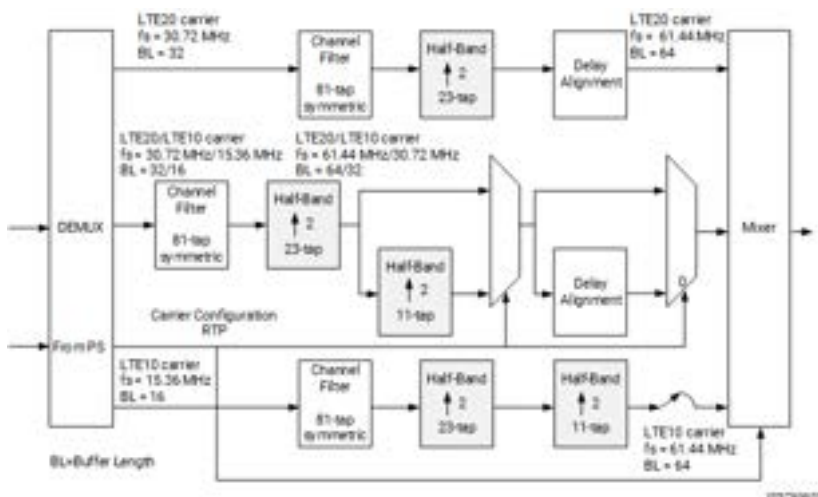 LTE20 carrier
fs = 30.72 MHz
BL = 32
Channel
Filter
81-tap
symmetric
Half-Band
2
23-tap
Delay
Alignment
LTE20 carrier
fs = 61.44 MHz
BL = 64
LTE20/LTE10 carrier
fs = 30.72 MHz/15.36 MHz
BL = 32/16
LTE20/LTE10 carrier
fs = 61.44 MHz/30.72 MHz
BL = 64/32
DEMUX
Channel
Filter
81-tap
symmetric
Half-Band
2
23-tap
Half-Band
2
11-tap
Delay
Alignment
0
Mixer
Carrier Configuration
RTP
From PS
LTE10 carrier
fs = 15.36 MHz
BL = 16
Channel
Filter
81-tap
symmetric
Half-Band
2
23-tap
Half-Band
2
11-tap
LTE10 carrier
fs = 61.44 MHz
BL = 64
BL=Buffer Length